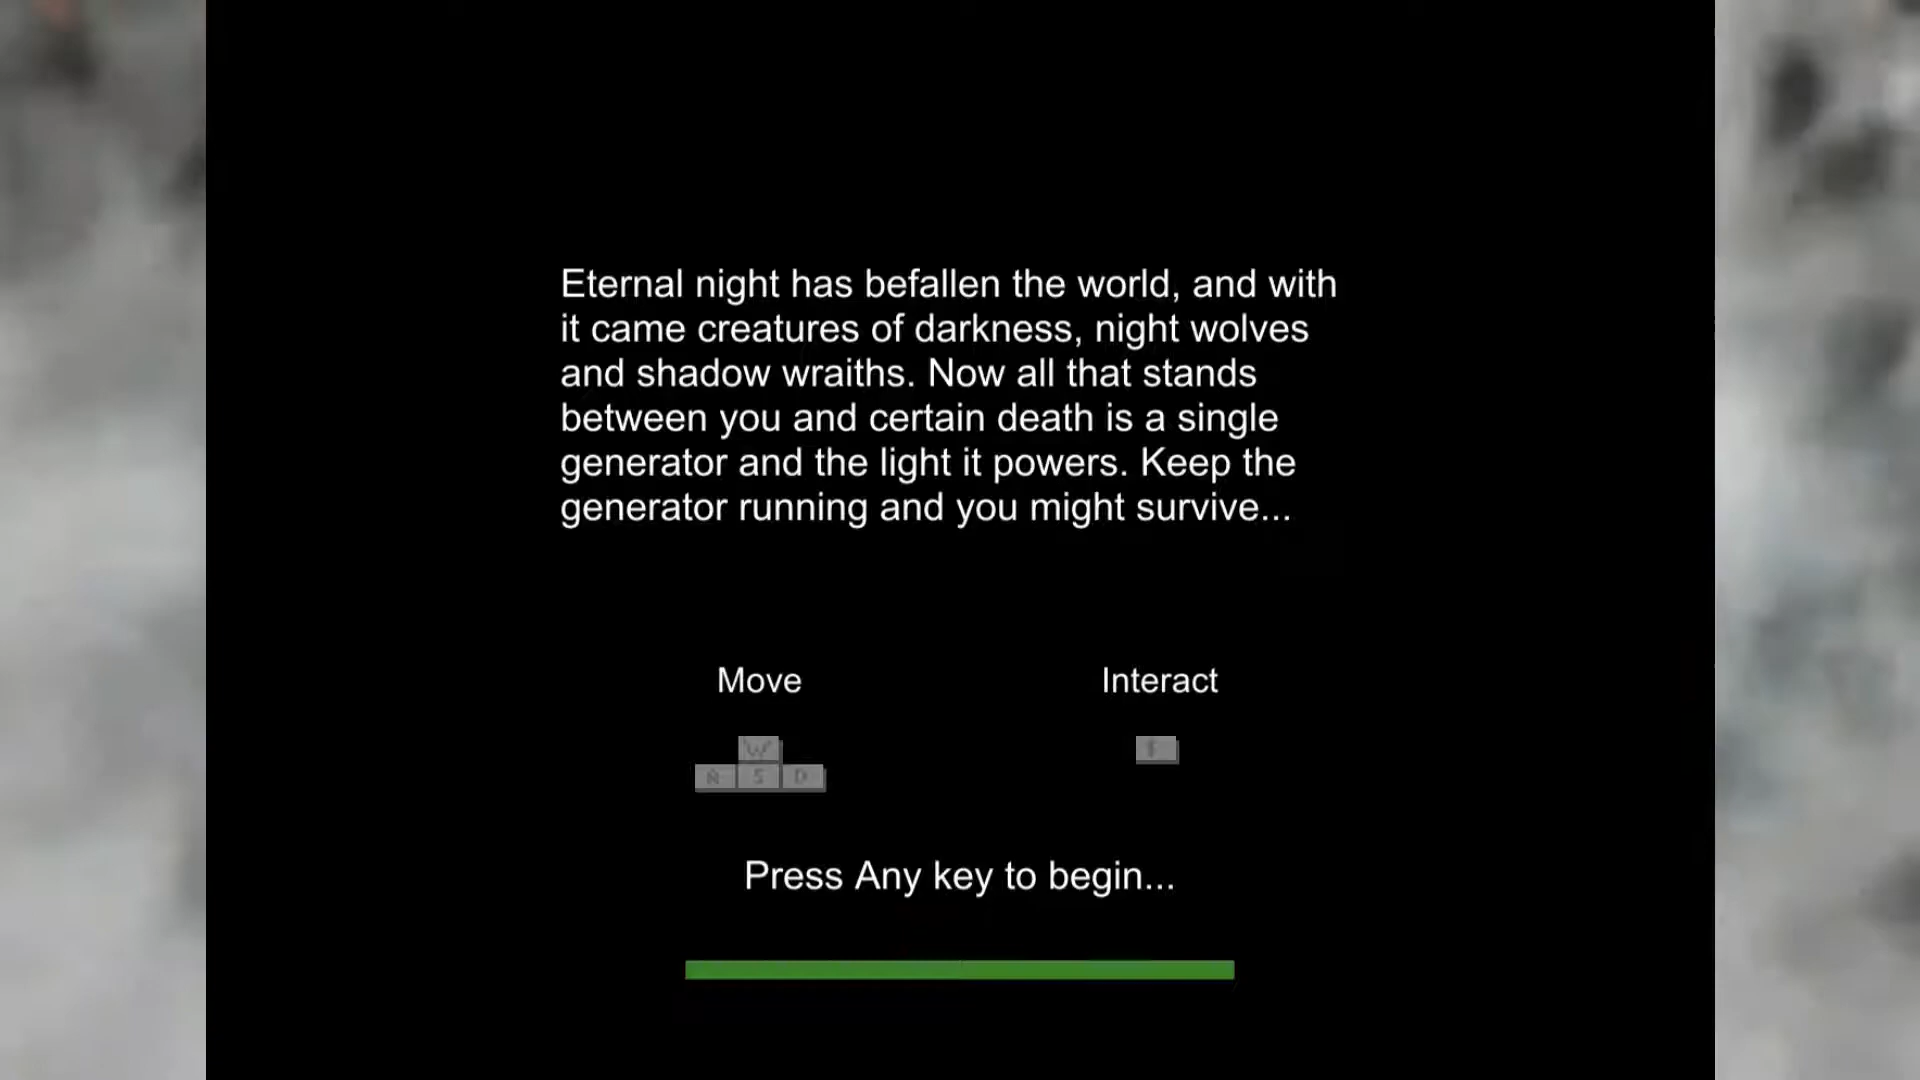 Eternal night has befallen the world, and with
it came creatures of darkness, night wolves
and shadow wraiths. Now all that stands
between you and certain death is a single
generator and the light it powers. Keep the
generator running and you might survive...
Move Interact
W
A S D
Press Any key to begin...